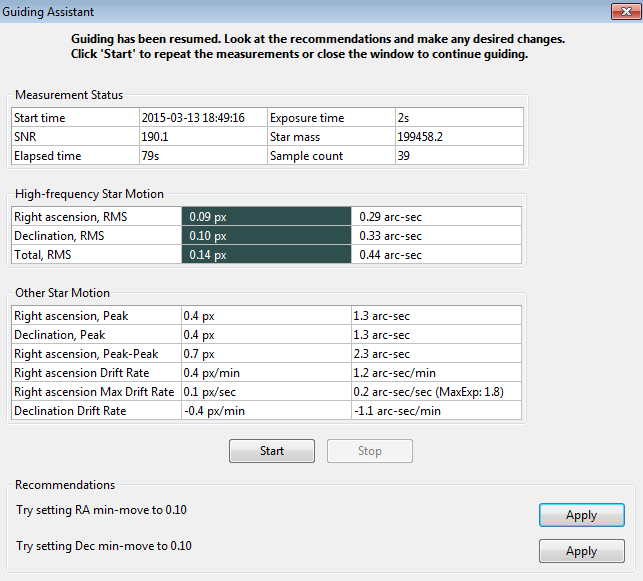 Guiding Assistant
Guiding has been resumed. Look at the recommendations and make any desired changes.
Click 'Start' to repeat the measurements or close the window to continue guiding.
Measurement Status
Start time 2015-03-13 18:49:16 Exposure time 2s
SNR 190.1 Star mass 199458.2
Elapsed time 79s Sample count 39
High-frequency Star Motion
Right ascension, RMS 0.09 px 0.29 arc-sec
Declination, RMS 0.10 px 0.33 arc-sec
Total, RMS 0.14 px 0.44 arc-sec
Other Star Motion
Right ascension, Peak 0.4 px 1.3 arc-sec
Declination, Peak 0.4 px 1.3 arc-sec
Right ascension, Peak-Peak 0.7 px 2.3 arc-sec
Right ascension Drift Rate 0.4 px/min 1.2 arc-sec/min
Right ascension Max Drift Rate 0.1 px/sec 0.2 arc-sec/sec (MaxExp: 1.8)
Declination Drift Rate -0.4 px/min -1.1 arc-sec/min
Start Stop
Recommendations
Try setting RA min-move to 0.10 Apply
Try setting Dec min-move to 0.10 Apply